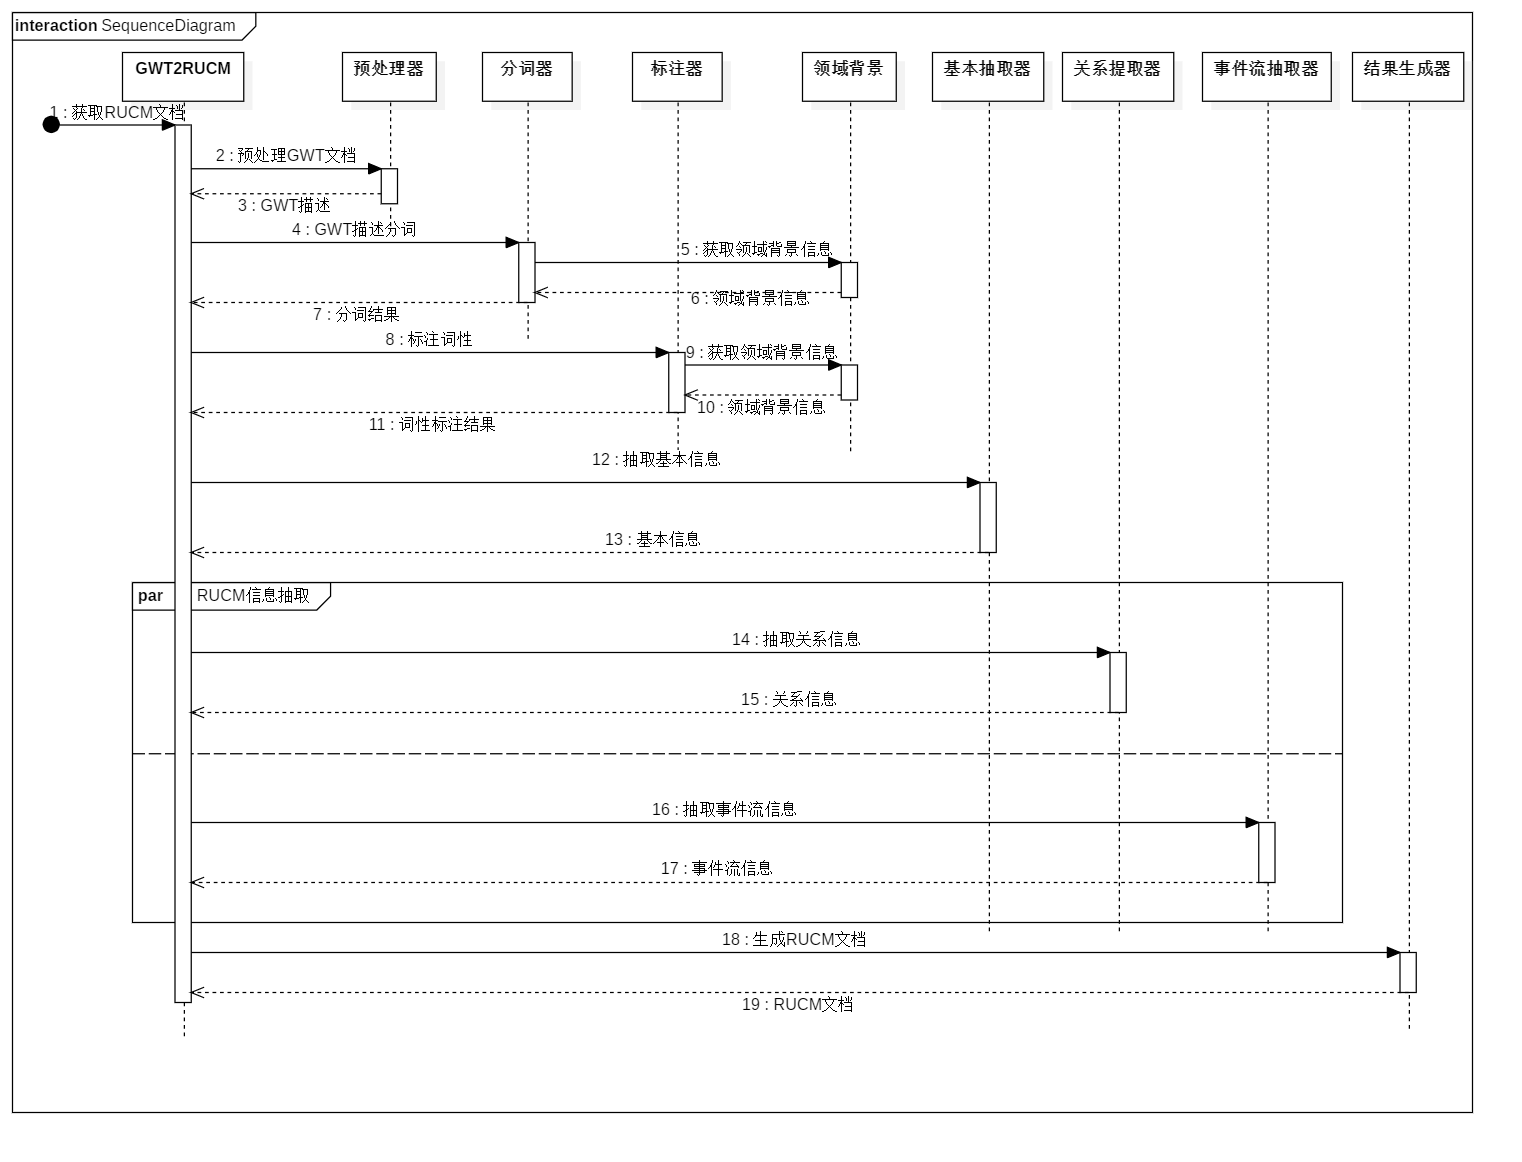 interaction SequenceDiagram
GWT2RUCM
预处理器
分词器
标注器
领域背景
基本抽取器
关系提取器
事件流抽取器
结果生成器
1 : 获取RUCM文档
2 : 预处理GWT文档
3 : GWT描述
4 : GWT描述分词
5 : 获取领域背景信息
6 : 领域背景信息
7 : 分词结果
8 : 标注词性
9 : 获取领域背景信息
10 : 领域背景信息
11 : 词性标注结果
12 : 抽取基本信息
13 : 基本信息
par RUCM信息抽取
14 : 抽取关系信息
15 : 关系信息
16 : 抽取事件流信息
17 : 事件流信息
18 : 生成RUCM文档
19 : RUCM文档